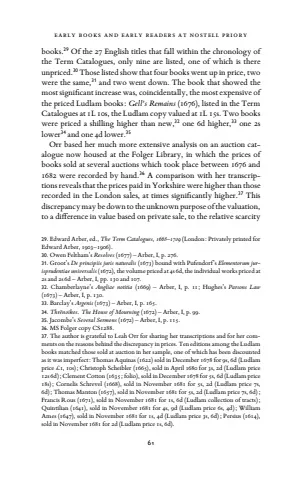 EARLY BOOKS AND EARLY READERS AT NOSTELL PRIORY
books.29 Of the 27 English titles that fall within the chronology of
the Term Catalogues, only nine are listed, one of which is there
unpriced.30 Those listed show that four books went up in price, two
were the same,31 and two went down. The book that showed the
most significant increase was, coincidentally, the most expensive of
the priced Ludlam books: Gell's Remains (1676), listed in the Term
Catalogues at 1L 10s, the Ludlam copy valued at 1L 15s. Two books
were priced a shilling higher than new,32 one 6d higher,33 one 2s
lower34 and one 4d lower.35
Orr based her much more extensive analysis on an auction cat-
alogue now housed at the Folger Library, in which the prices of
books sold at several auctions which took place between 1676 and
1682 were recorded by hand.36 A comparison with her transcrip-
tions reveals that the prices paid in Yorkshire were higher than those
recorded in the London sales, at times significantly higher.37 This
discrepancy may be down to the unknown purpose of the valuation,
to a difference in value based on private sale, to the relative scarcity
29. Edward Arber, ed., The Term Catalogues, 1668–1709 (London: Privately printed for
Edward Arber, 1903–1906).
30. Owen Feltham's Resolves (1677) – Arber, I, p. 276.
31. Groot's De principiis juris naturalis (1673) bound with Pufendorf's Elementorum jur-
isprudentiae universalis (1672), the volume priced at 4s 6d, the individual works priced at
2s and 2s 6d – Arber, I, pp. 150 and 107.
32. Chamberlayne's Angliae notitia (1669) – Arber, I, p. 11; Hughes's Parsons Law
(1673) – Arber, I, p. 130.
33. Barclay's Argenis (1673) – Arber, I, p. 165.
34. Threnoikos. The House of Mourning (1672) – Arber, I, p. 99.
35. Jacombe's Several Sermons (1672) – Arber, I, p. 115.
36. MS Folger copy CS1288.
37. The author is grateful to Leah Orr for sharing her transcriptions and for her com-
ments on the reasons behind the discrepancy in prices. Ten editions among the Ludlam
books matched those sold at auction in her sample, one of which has been discounted
as it was imperfect: Thomas Aquinas (1622) sold in December 1678 for 9s, 6d (Ludlam
price £1, 10s); Christoph Scheibler (1665), sold in April 1680 for 3s, 2d (Ludlam price
12s 6d); Clement Cotton (1635; folio), sold in December 1678 for 5s, 6d (Ludlam price
18s); Cornelis Schrevel (1668), sold in November 1681 for 3s, 2d (Ludlam price 7s,
6d); Thomas Manton (1657), sold in November 1681 for 5s, 2d (Ludlam price 7s, 6d);
Francis Rous (1671), sold in November 1681 for 1s, 6d (Ludlam collection of tracts);
Quintilian (1641), sold in November 1681 for 4s, 9d (Ludlam price 6s, 4d); William
Ames (1647), sold in November 1681 for 1s, 4d (Ludlam price 3s, 6d); Persius (1614),
sold in November 1681 for 2d (Ludlam price 1s, 6d).
61